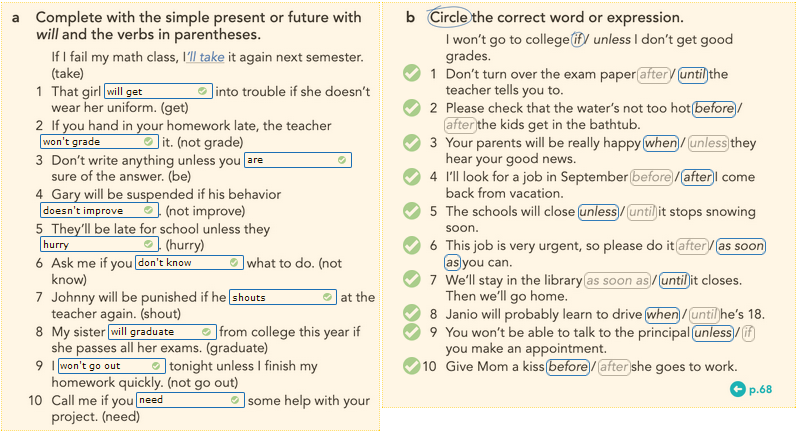 a Complete with the simple present or future with
will and the verbs in parentheses.
If I fail my math class, I'll take it again next semester.
(take)
1 That girl will get into trouble if she doesn't
wear her uniform. (get)
2 If you hand in your homework late, the teacher
won't grade it. (not grade)
3 Don't write anything unless you are
sure of the answer. (be)
4 Gary will be suspended if his behavior
doesn't improve. (not improve)
5 They'll be late for school unless they
hurry. (hurry)
6 Ask me if you don't know what to do. (not
know)
7 Johnny will be punished if he shouts at the
teacher again. (shout)
8 My sister will graduate from college this year if
she passes all her exams. (graduate)
9 I won't go out tonight unless I finish my
homework quickly. (not go out)
10 Call me if you need some help with your
project. (need)
b Circle the correct word or expression.
I won't go to college if / unless I don't get good
grades.
1 Don't turn over the exam paper after / until the
teacher tells you to.
2 Please check that the water's not too hot before /
after the kids get in the bathtub.
3 Your parents will be really happy when / unless they
hear your good news.
4 I'll look for a job in September before / after I come
back from vacation.
5 The schools will close unless / until it stops snowing
soon.
6 This job is very urgent, so please do it after / as soon
as you can.
7 We'll stay in the library as soon as / until it closes.
Then we'll go home.
8 Janio will probably learn to drive when / until he's 18.
9 You won't be able to talk to the principal unless / if
you make an appointment.
10 Give Mom a kiss before / after she goes to work.
p.68